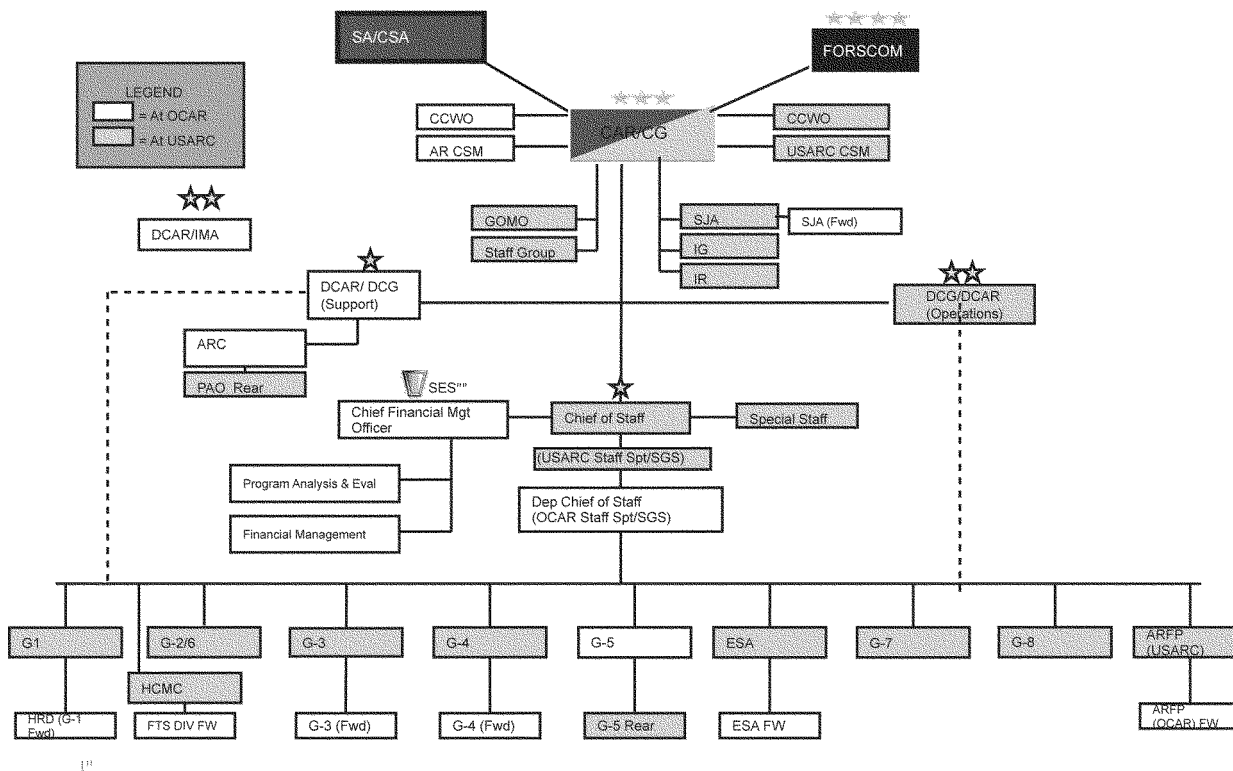 SA/CSA
FORSCOM
LEGEND
= At OCAR
= At USARC
CCWO
CAR/CG
CCWO
AR CSM
USARC CSM
DCAR/IMA
GOMO
SJA
SJA (Fwd)
Staff Group
IG
IR
DCAR/ DCG
(Support)
DCG/DCAR
(Operations)
ARC
PAO Rear
SES""
Chief Financial Mgt
Officer
Chief of Staff
Special Staff
(USARC Staff Spt/SGS)
Program Analysis & Eval
Dep Chief of Staff
(OCAR Staff Spt/SGS)
Financial Management
G1
G-2/6
G-3
G-4
G-5
ESA
G-7
G-8
ARFP
(USARC)
HCMC
HRD (G-1
Fwd)
FTS DIV FW
G-3 (Fwd)
G-4 (Fwd)
G-5 Rear
ESA FW
ARFP
(OCAR) FW